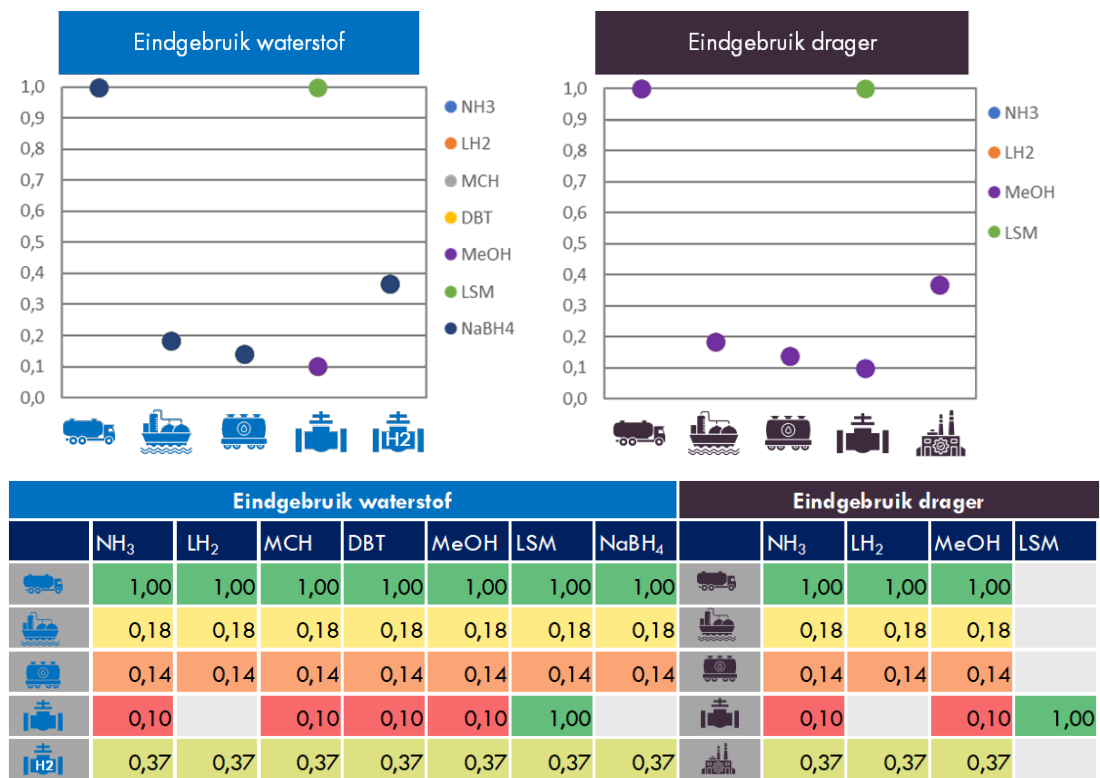 Eindgebruik waterstof
1,0
0,9
0,8
0,7
0,6
0,5
0,4
0,3
0,2
0,1
0,0
NH3
LH2
MCH
DBT
MeOH
LSM
NaBH4
H2
Eindgebruik drager
1,0
0,9
0,8
0,7
0,6
0,5
0,4
0,3
0,2
0,1
0,0
NH3
LH2
MeOH
LSM
Eindgebruik waterstof Eindgebruik drager
NH₃ LH₂ MCH DBT MeOH LSM NaBH₄ NH₃ LH₂ MeOH LSM
1,00 1,00 1,00 1,00 1,00 1,00 1,00 1,00 1,00 1,00
0,18 0,18 0,18 0,18 0,18 0,18 0,18 0,18 0,18 0,18
0,14 0,14 0,14 0,14 0,14 0,14 0,14 0,14 0,14 0,14
0,10 0,10 0,10 0,10 1,00 0,10 0,10 1,00
H2 0,37 0,37 0,37 0,37 0,37 0,37 0,37 0,37 0,37 0,37